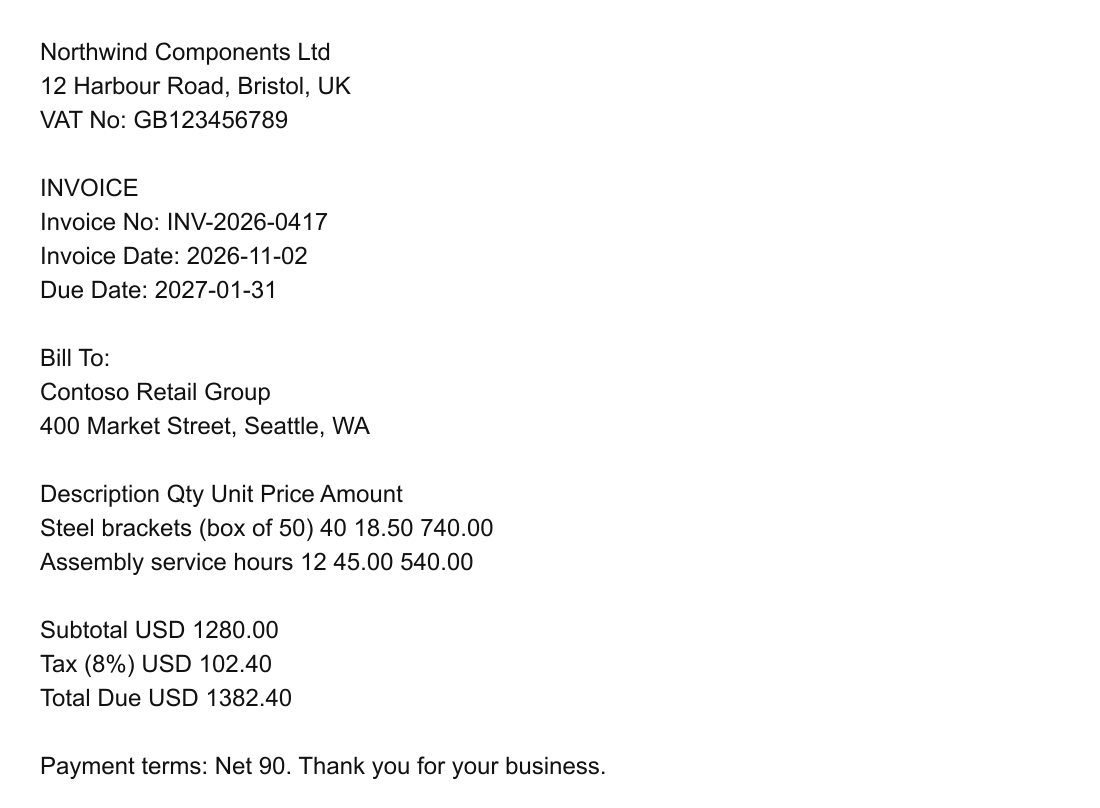 Northwind Components Ltd
12 Harbour Road, Bristol, UK
VAT No: GB123456789
INVOICE
Invoice No: INV-2026-0417
Invoice Date: 2026-11-02
Due Date: 2027-01-31
Bill To:
Contoso Retail Group
400 Market Street, Seattle, WA
Description Qty Unit Price Amount
Steel brackets (box of 50) 40 18.50 740.00
Assembly service hours 12 45.00 540.00
Subtotal USD 1280.00
Tax (8%) USD 102.40
Total Due USD 1382.40
Payment terms: Net 90. Thank you for your business.